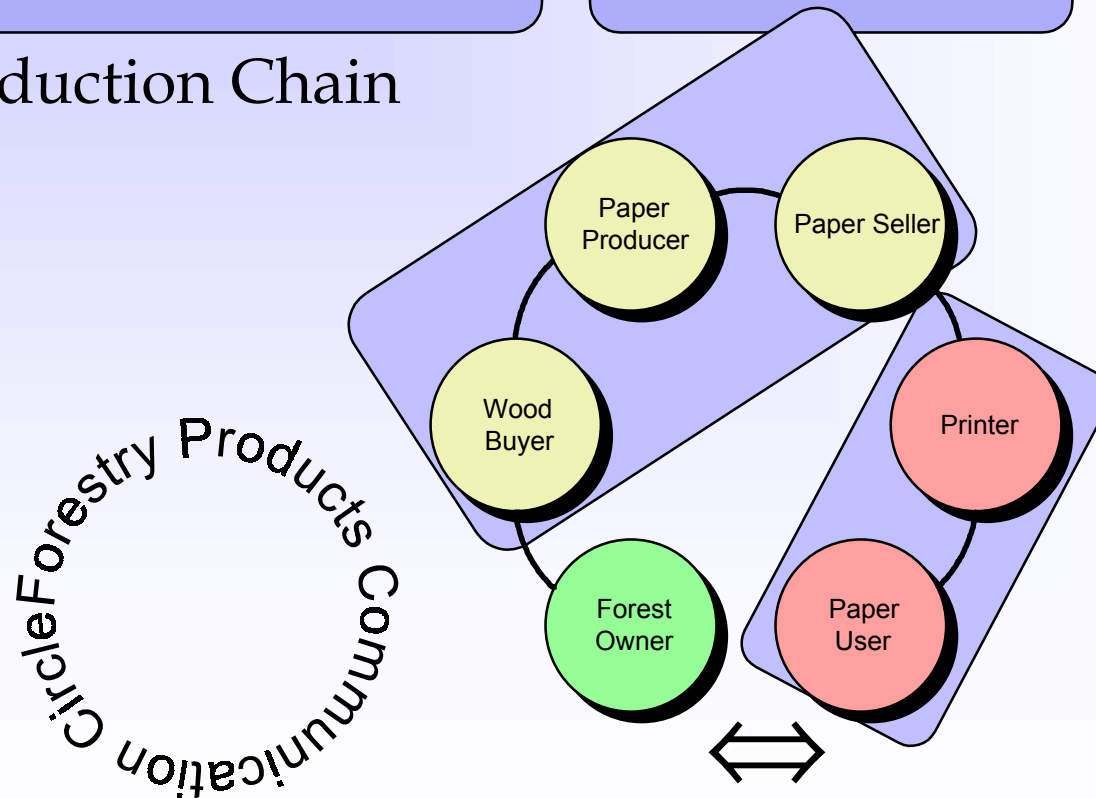 duction Chain
Paper
Producer
Paper Seller
Wood
Buyer
Printer
Forest
Owner
Paper
User
Forestry Products Communication Circle